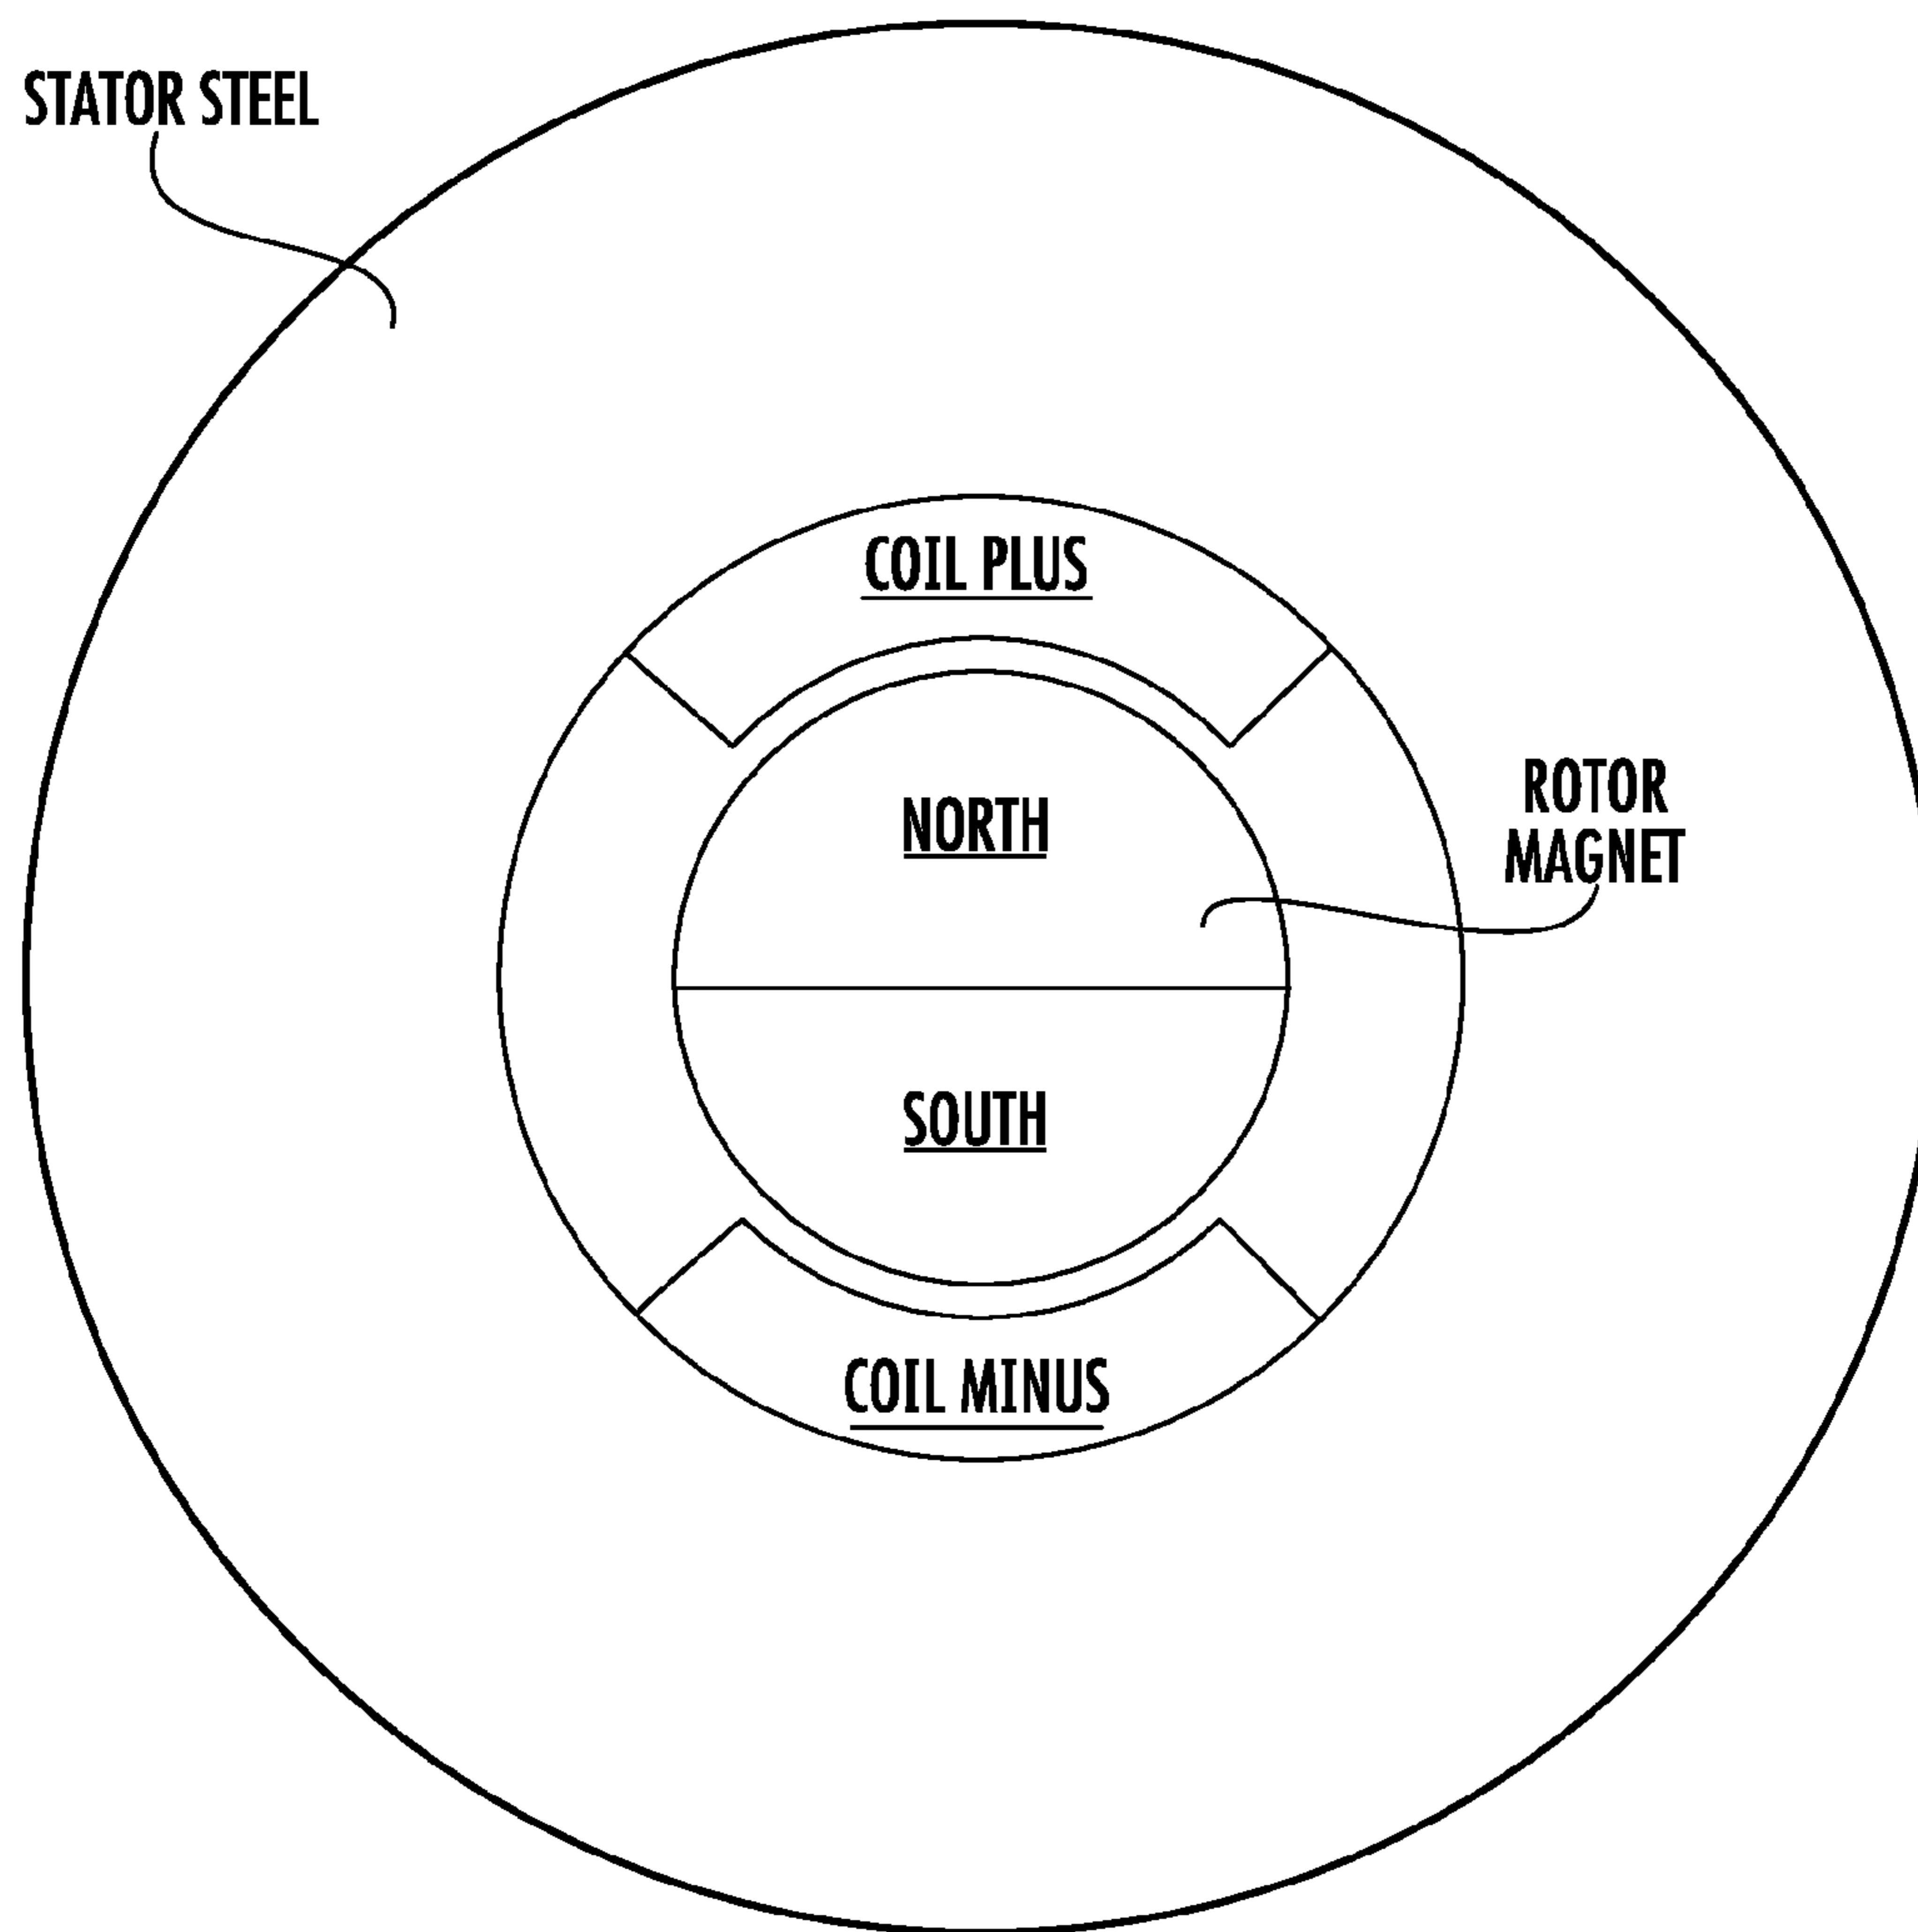 STATOR STEEL
COIL PLUS
NORTH
ROTOR
MAGNET
SOUTH
COIL MINUS